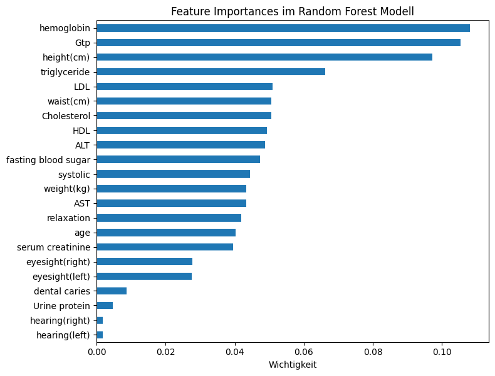 Feature Importances im Random Forest Modell
hemoglobin
Gtp
height(cm)
triglyceride
LDL
waist(cm)
Cholesterol
HDL
ALT
fasting blood sugar
systolic
weight(kg)
AST
relaxation
age
serum creatinine
eyesight(right)
eyesight(left)
dental caries
Urine protein
hearing(right)
hearing(left)
0.00 0.02 0.04 0.06 0.08 0.10
Wichtigkeit